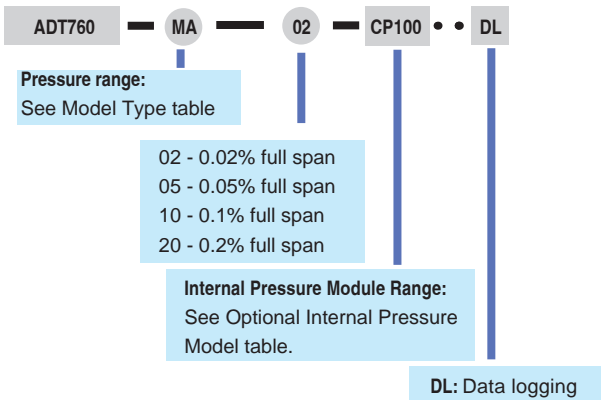 ADT760 — MA — 02 — CP100 • • DL
Pressure range:
See Model Type table
02 - 0.02% full span
05 - 0.05% full span
10 - 0.1% full span
20 - 0.2% full span
Internal Pressure Module Range:
See Optional Internal Pressure
Model table.
DL: Data logging